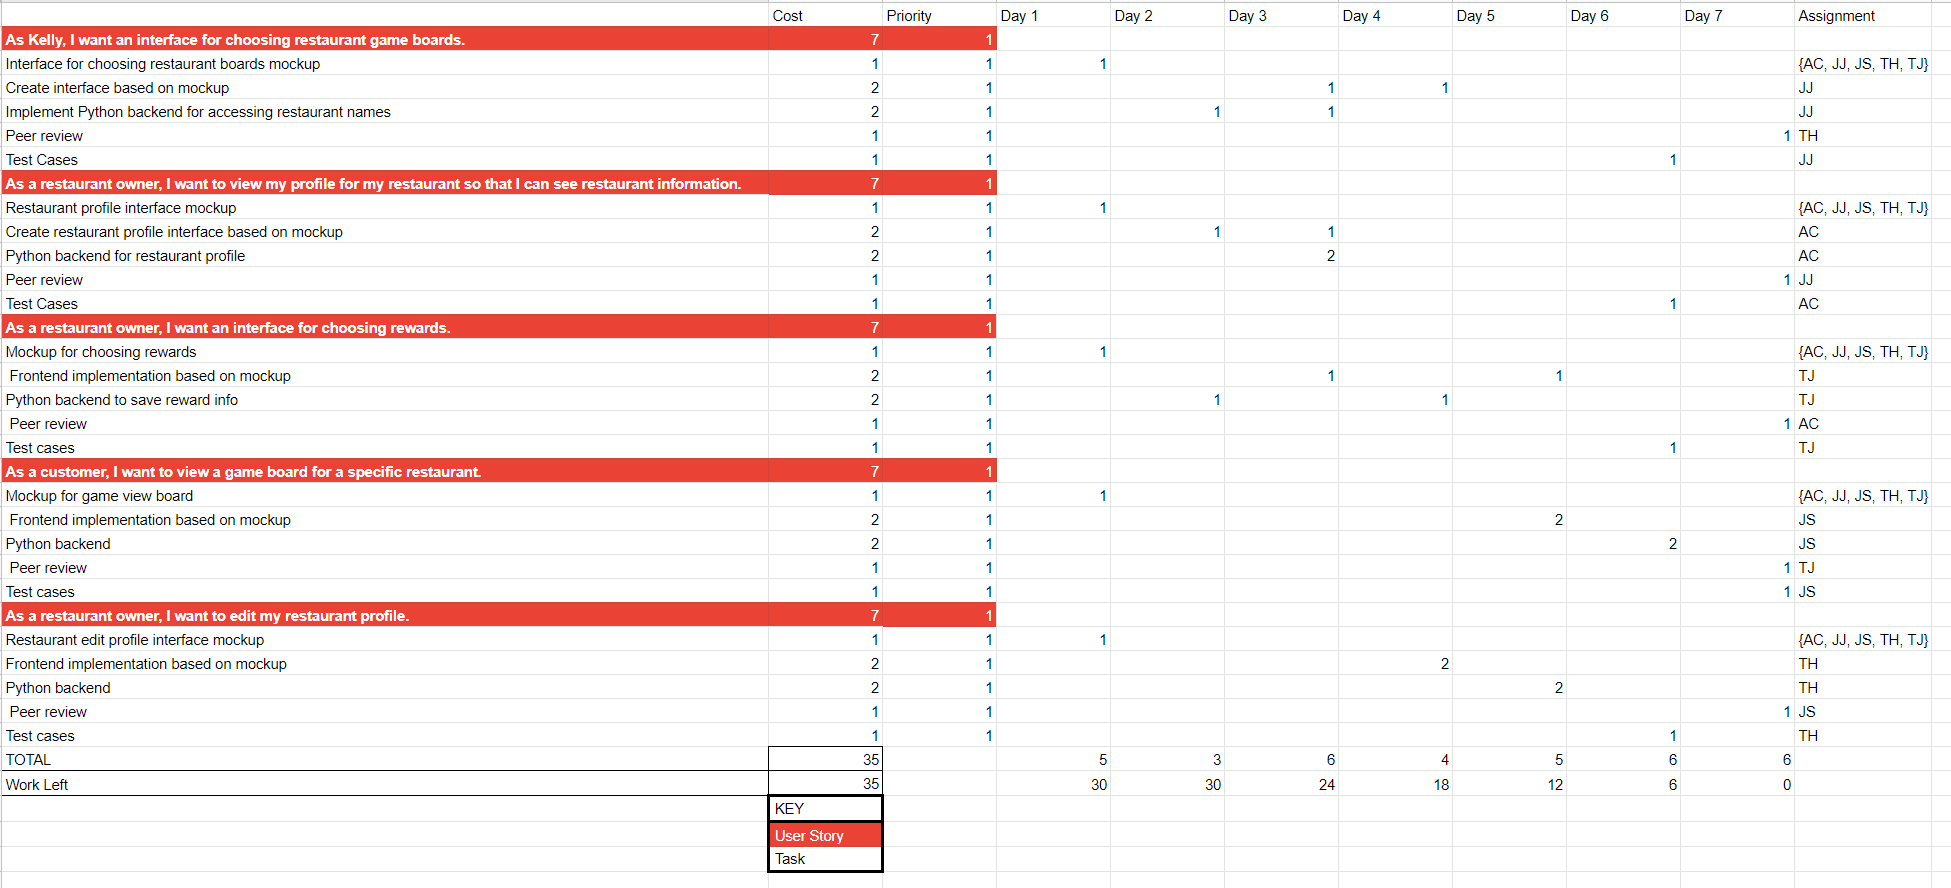 Cost Priority Day 1 Day 2 Day 3 Day 4 Day 5 Day 6 Day 7 Assignment
As Kelly, I want an interface for choosing restaurant game boards. 7 1
Interface for choosing restaurant boards mockup 1 1 1 {AC, JJ, JS, TH, TJ}
Create interface based on mockup 2 1 1 1 JJ
Implement Python backend for accessing restaurant names 2 1 1 1 JJ
Peer review 1 1 1 TH
Test Cases 1 1 1 JJ
As a restaurant owner, I want to view my profile for my restaurant so that I can see restaurant information. 7 1
Restaurant profile interface mockup 1 1 1 {AC, JJ, JS, TH, TJ}
Create restaurant profile interface based on mockup 2 1 1 1 AC
Python backend for restaurant profile 2 1 2 AC
Peer review 1 1 1 JJ
Test Cases 1 1 1 AC
As a restaurant owner, I want an interface for choosing rewards. 7 1
Mockup for choosing rewards 1 1 1 {AC, JJ, JS, TH, TJ}
Frontend implementation based on mockup 2 1 1 1 TJ
Python backend to save reward info 2 1 1 1 TJ
Peer review 1 1 1 AC
Test cases 1 1 1 TJ
As a customer, I want to view a game board for a specific restaurant. 7 1
Mockup for game view board 1 1 1 {AC, JJ, JS, TH, TJ}
Frontend implementation based on mockup 2 1 2 JS
Python backend 2 1 2 JS
Peer review 1 1 1 TJ
Test cases 1 1 1 JS
As a restaurant owner, I want to edit my restaurant profile. 7 1
Restaurant edit profile interface mockup 1 1 1 {AC, JJ, JS, TH, TJ}
Frontend implementation based on mockup 2 1 2 TH
Python backend 2 1 2 TH
Peer review 1 1 1 JS
Test cases 1 1 1 TH
TOTAL 35 5 3 6 4 5 6 6
Work Left 35 30 30 24 18 12 6 0
KEY
User Story
Task